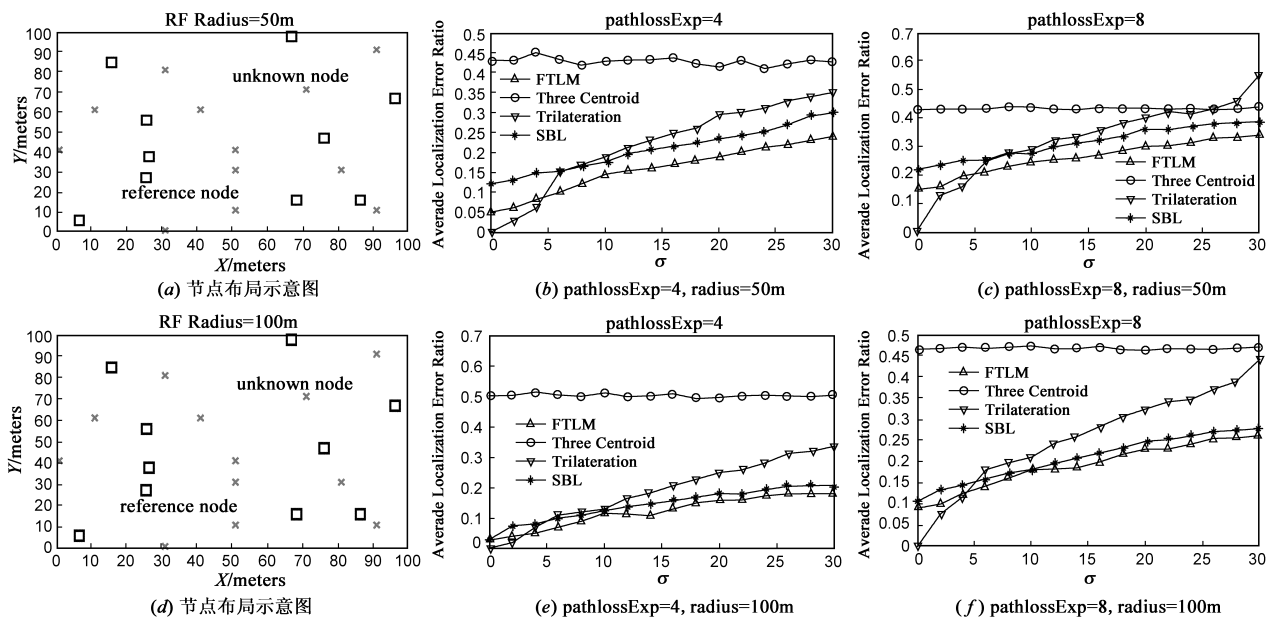 RF Radius=50m
100
90
80
70
60
50
40
30
20
10
0
Y/meters
unknown node
reference node
0 10 20 30 40 50 60 70 80 90 100
X/meters
(a) 节点布局示意图
pathlossExp=4
Averade Localization Error Ratio
0.5
0.45
0.4
0.35
0.3
0.25
0.2
0.15
0.1
0.05
0
FTLM
Three Centroid
Trilateration
SBL
0 5 10 15 20 25 30
σ
(b) pathlossExp=4, radius=50m
pathlossExp=8
Averade Localization Error Ratio
0.7
0.6
0.5
0.4
0.3
0.2
0.1
0
FTLM
Three Centroid
Trilateration
SBL
0 5 10 15 20 25 30
σ
(c) pathlossExp=8, radius=50m
RF Radius=100m
100
90
80
70
60
50
40
30
20
10
0
Y/meters
unknown node
reference node
0 10 20 30 40 50 60 70 80 90 100
X/meters
(d) 节点布局示意图
pathlossExp=4
Averade Localization Error Ratio
0.7
0.6
0.5
0.4
0.3
0.2
0.1
0
FTLM
Three Centroid
Trilateration
SBL
0 5 10 15 20 25 30
σ
(e) pathlossExp=4, radius=100m
pathlossExp=8
Averade Localization Error Ratio
0.5
0.45
0.4
0.35
0.3
0.25
0.2
0.15
0.1
0.05
0
FTLM
Three Centroid
Trilateration
SBL
0 5 10 15 20 25 30
σ
(f) pathlossExp=8, radius=100m